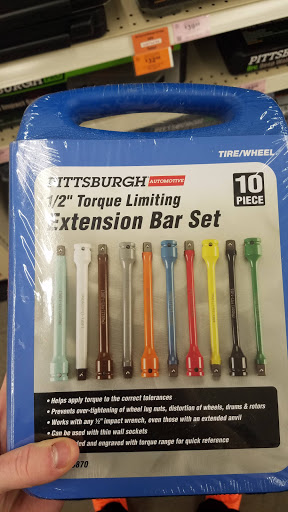 PITTSBURGH
TIRE/WHEEL
PITTSBURGH AUTOMOTIVE
10
PIECE
1/2" Torque Limiting
Extension Bar Set
• Helps apply torque to the correct tolerances
• Prevents over-tightening of wheel lug nuts, distortion of wheels, drums & rotors
• Works with any ½" impact wrench, even those with an extended anvil
• Can be used with thin wall sockets
and engraved with torque range for quick reference